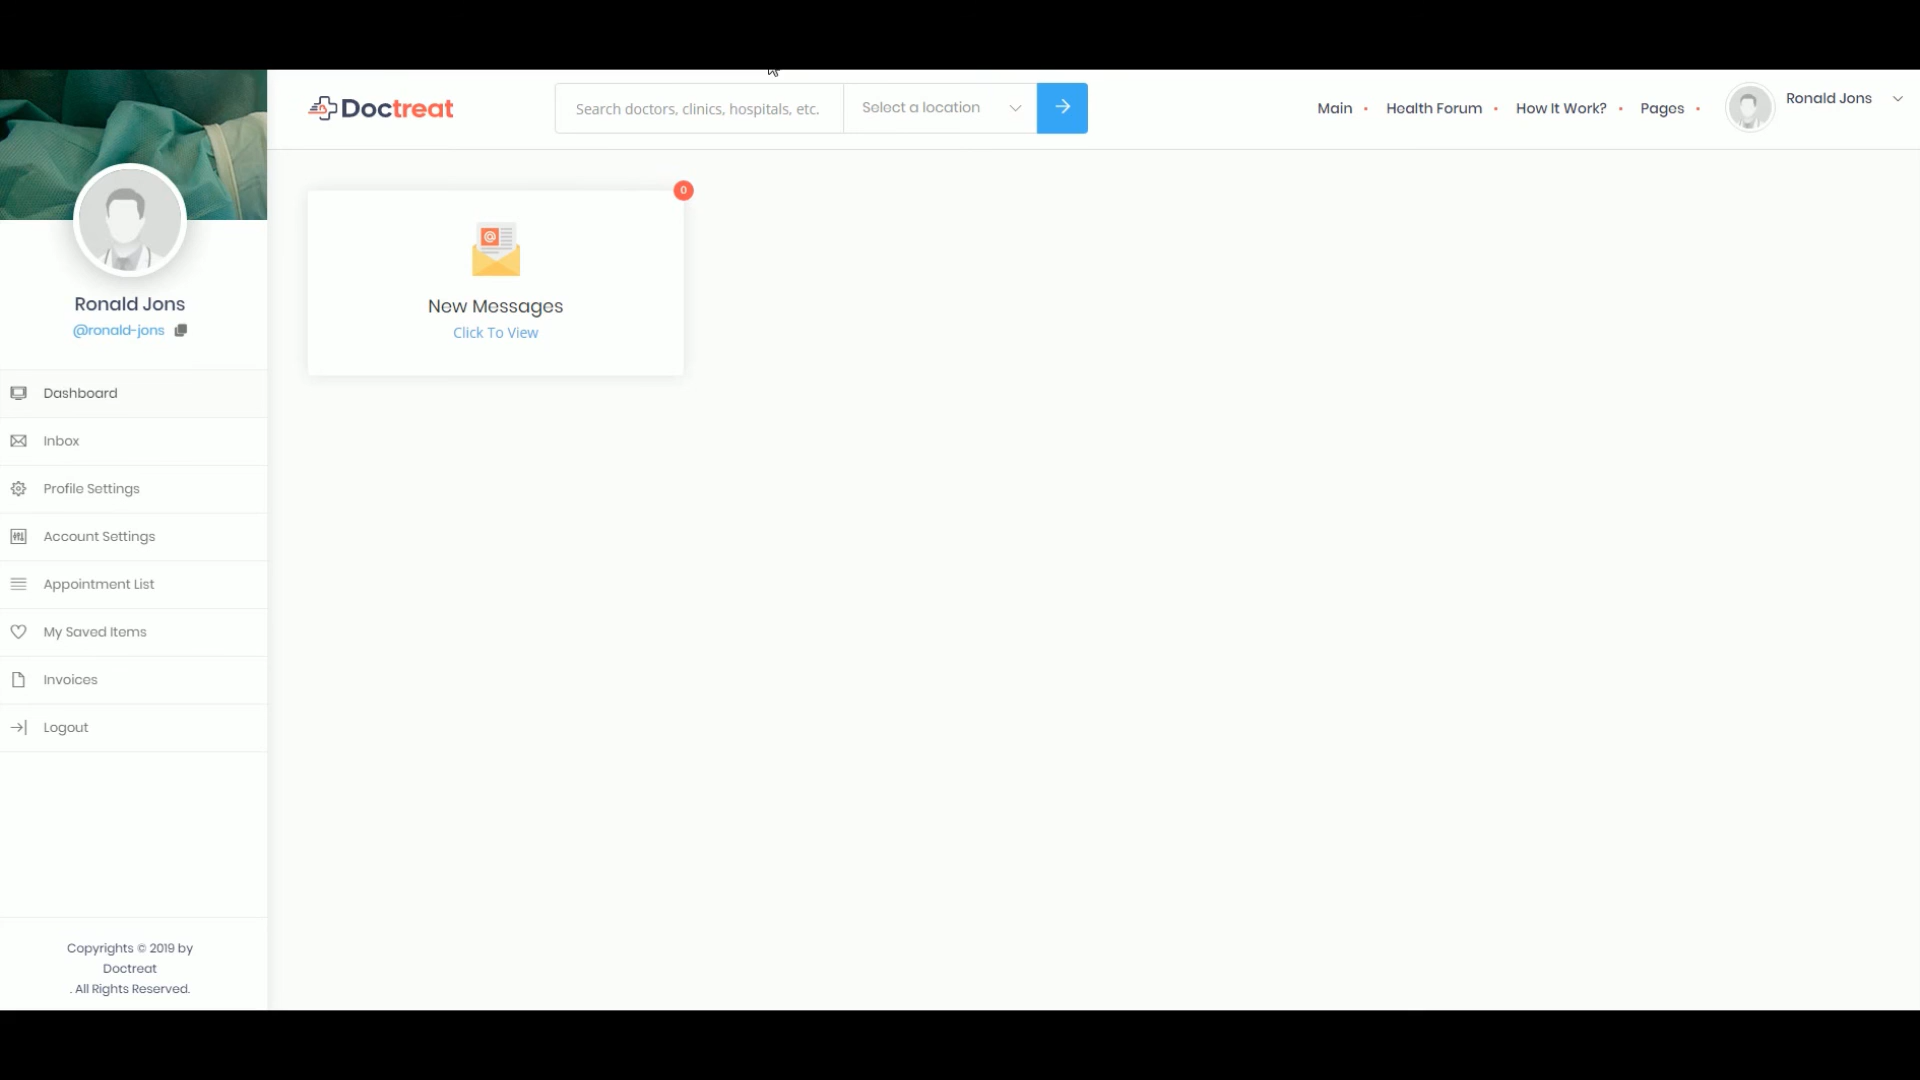 Doctreat
Search doctors, clinics, hospitals, etc.
Select a location
Main
Health Forum
How It Work?
Pages
Ronald Jons
0
@
New Messages
Click To View
Ronald Jons
@ronald-jons
Dashboard
Inbox
Profile Settings
Account Settings
Appointment List
My Saved Items
Invoices
Logout
Copyrights © 2019 by
Doctreat
. All Rights Reserved.